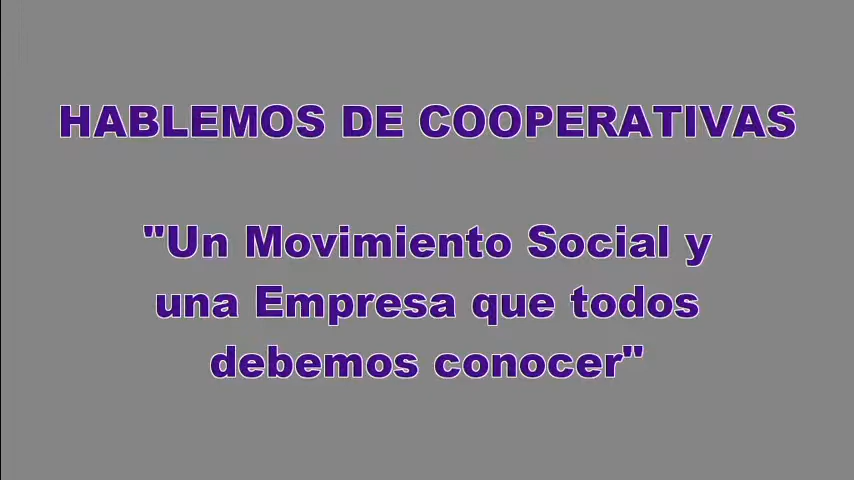 HABLEMOS DE COOPERATIVAS
"Un Movimiento Social y
una Empresa que todos
debemos conocer"